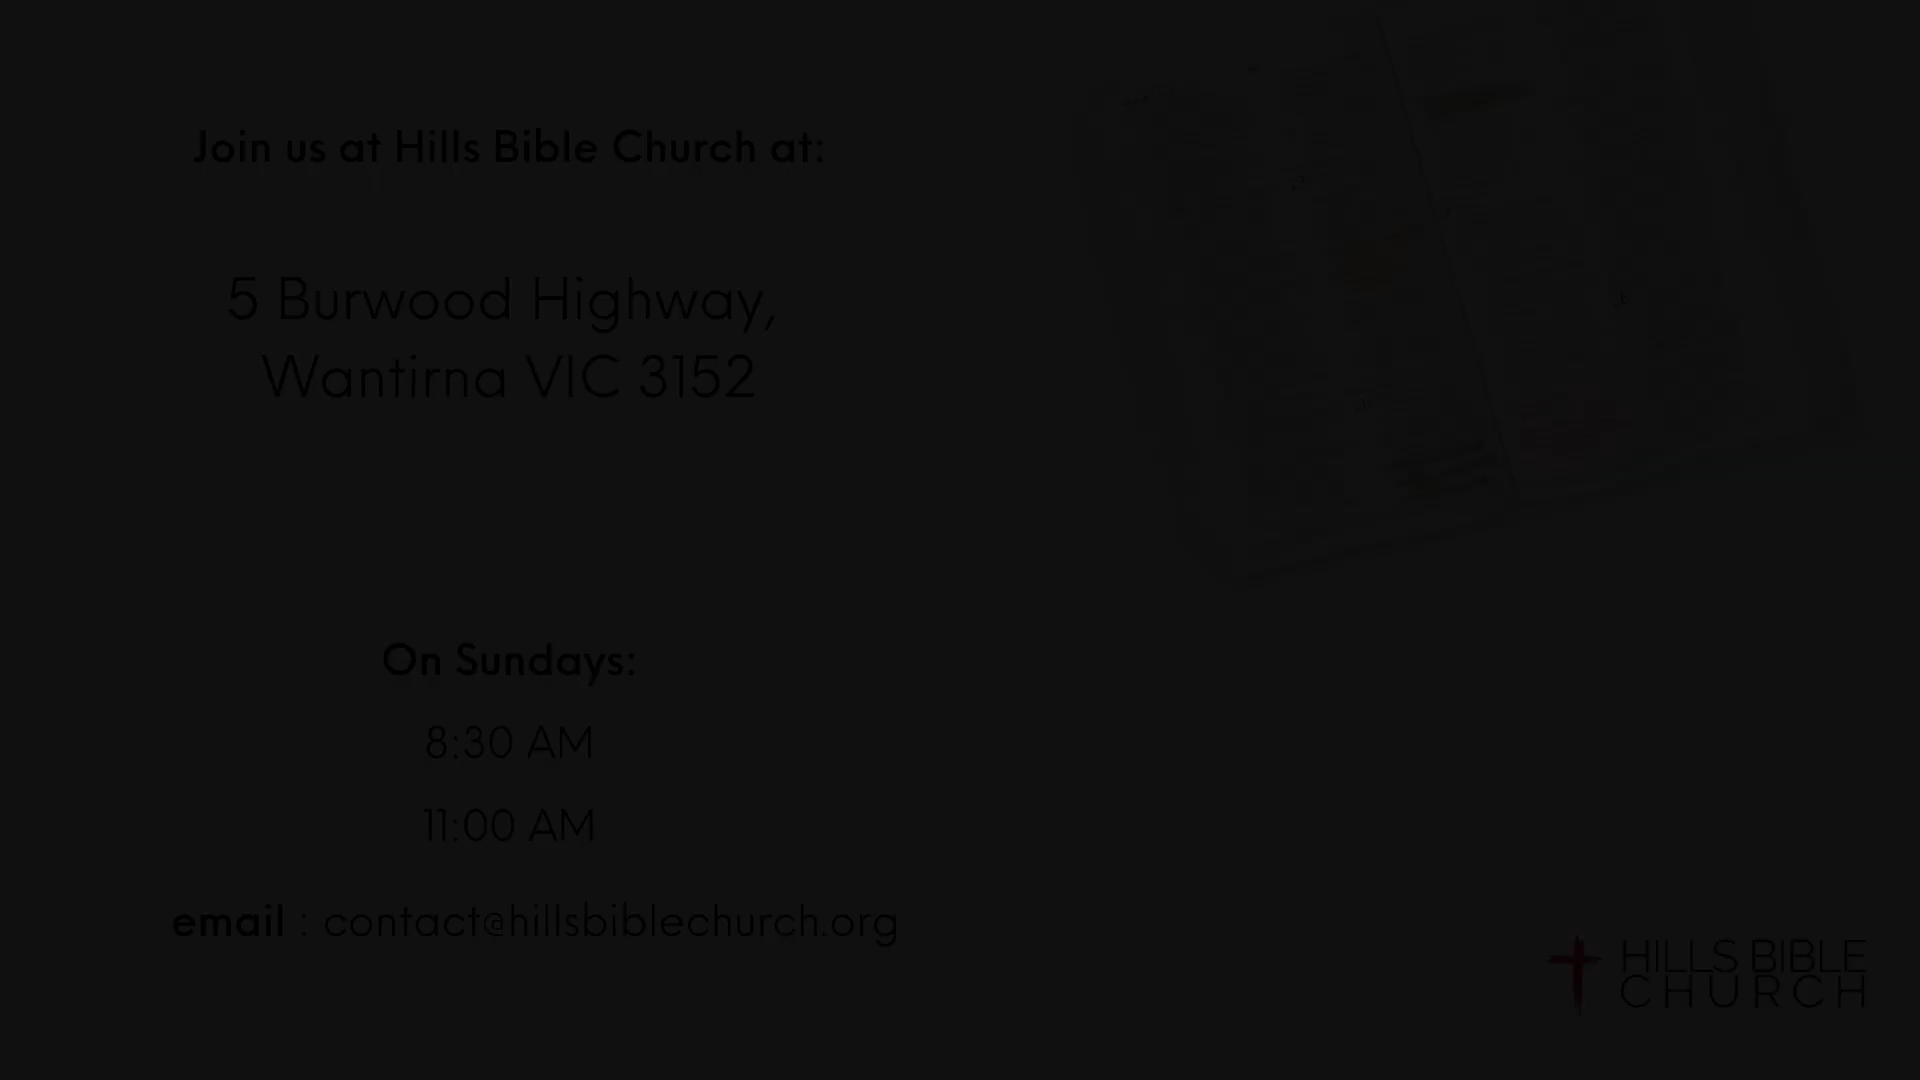 Join us at Hills Bible Church at:
5 Burwood Highway,
Wantirna VIC 3152
On Sundays:
8:30 AM
11:00 AM
email : contact@hillsbiblechurch.org
HILLS BIBLE
CHURCH